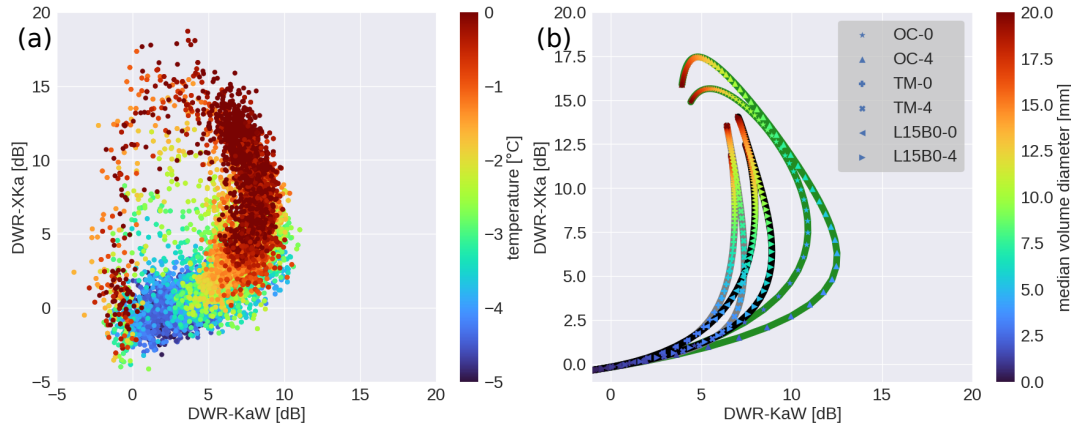 (a)
20
15
10
5
0
−5
DWR-XKa [dB]
−5 0 5 10 15 20
DWR-KaW [dB]
0
−1
−2
−3
−4
−5
temperature [°C]
(b)
20.0
17.5
15.0
12.5
10.0
7.5
5.0
2.5
0.0
DWR-XKa [dB]
0 5 10 15 20
DWR-KaW [dB]
OC-0
OC-4
TM-0
TM-4
L15B0-0
L15B0-4
20.0
17.5
15.0
12.5
10.0
7.5
5.0
2.5
0.0
median volume diameter [mm]